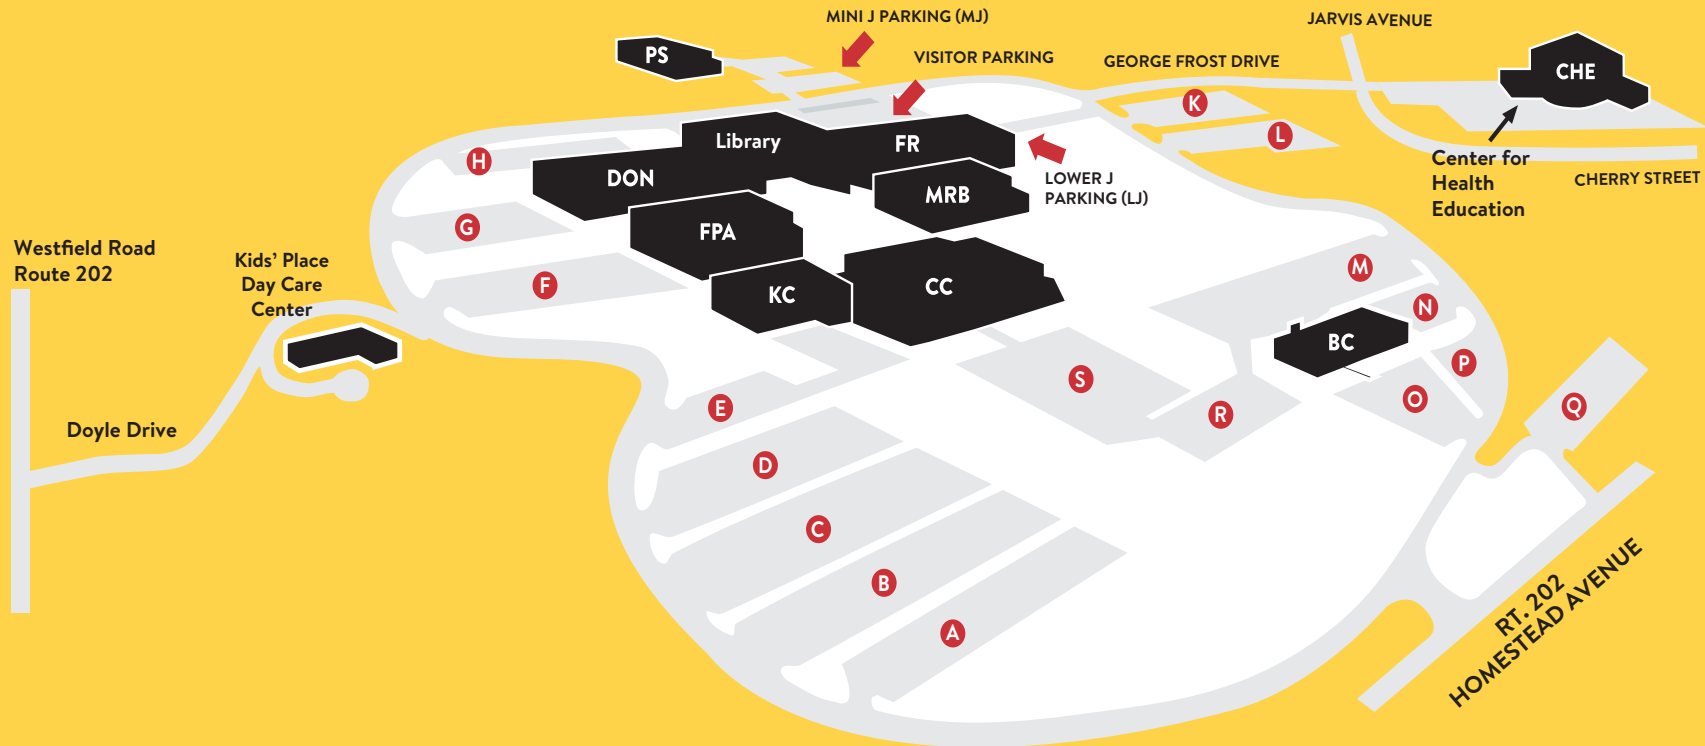 MINI J PARKING (MJ)
JARVIS AVENUE
PS
VISITOR PARKING
GEORGE FROST DRIVE
CHE
K
L
Library
FR
H
DON
LOWER J
PARKING (LJ)
Center for
Health
Education
CHERRY STREET
MRB
G
FPA
Westfield Road
Route 202
Kids' Place
Day Care
Center
F
KC
CC
M
N
BC
P
S
E
R
O
Q
Doyle Drive
D
C
B
A
RT. 202
HOMESTEAD AVENUE